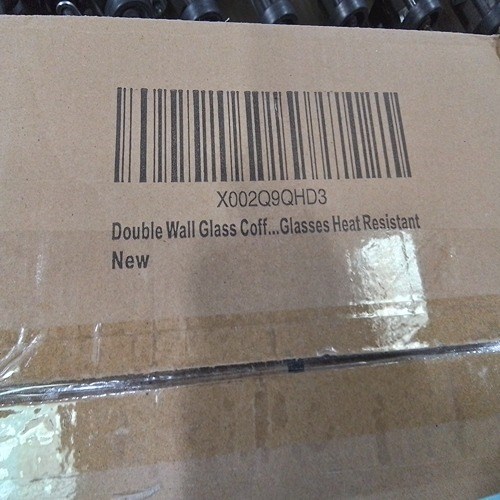 X002Q9QHD3
Double Wall Glass Coff...Glasses Heat Resistant
New